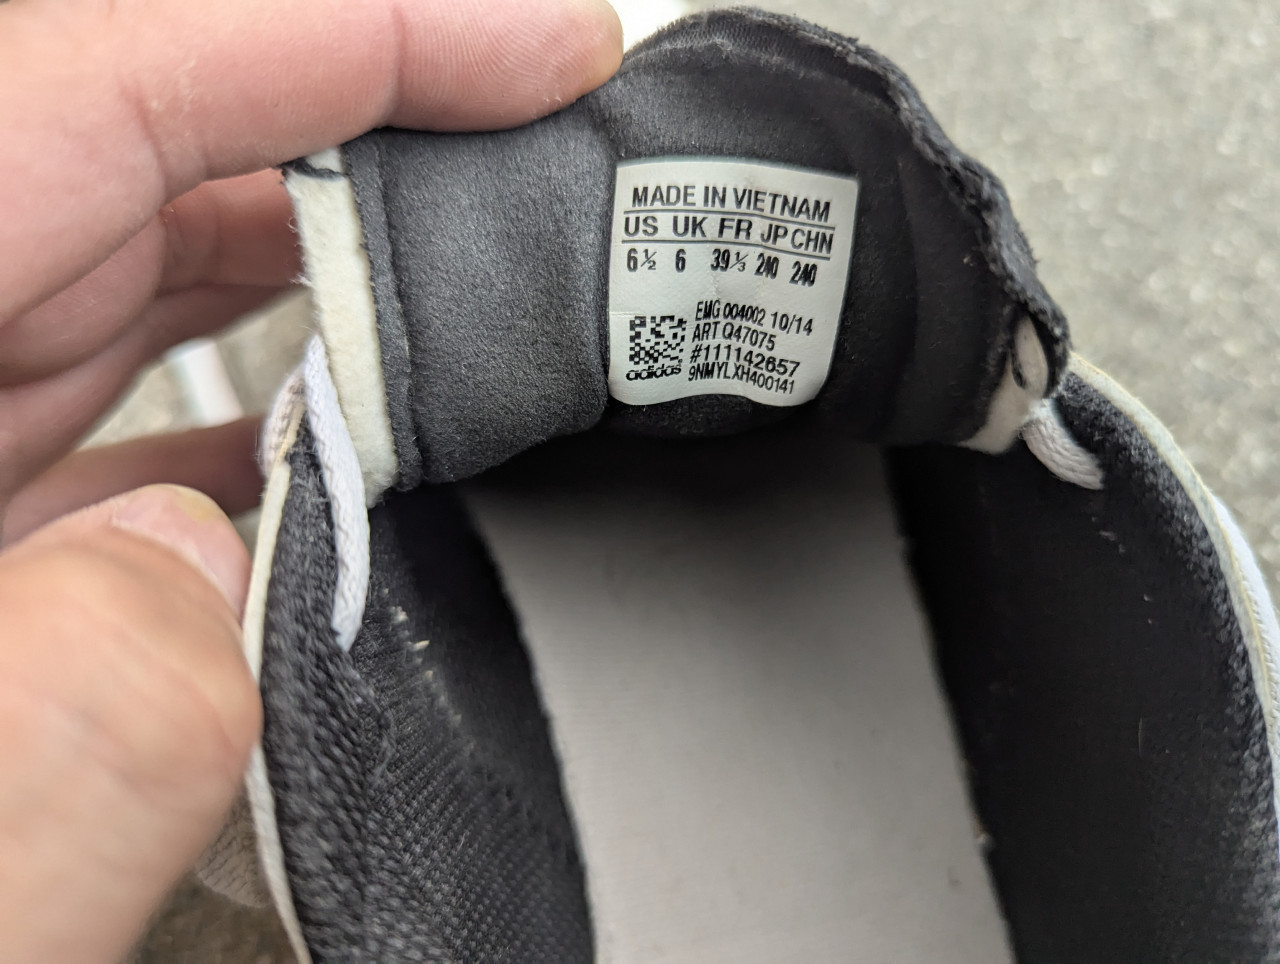 MADE IN VIETNAM
US UK FR JP CHN
6½ 6 39⅓ 240 240
EMG 004002 10/14
ART Q47075
#111142657
adidas 9NMYLXH400141